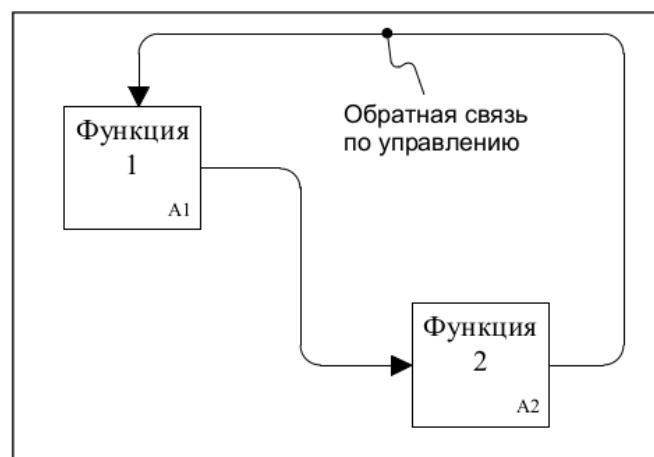 Обратная связь
по управлению
Функция
1
A1
Функция
2
A2